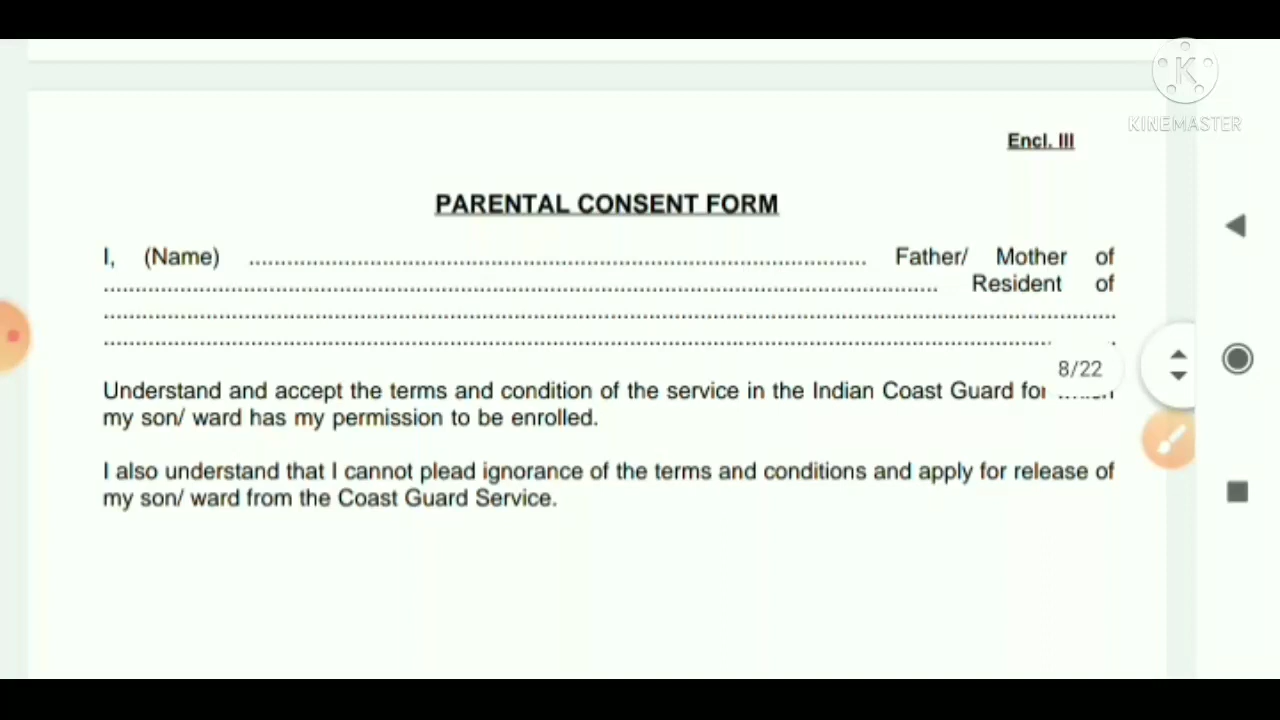 K
KINEMASTER
Encl. III
PARENTAL CONSENT FORM
I, (Name) ................................................................................................. Father/ Mother of
................................................................................................................................... Resident of
...............................................................................................................................................................
.....................................................................................................................................................
8/22
Understand and accept the terms and condition of the service in the Indian Coast Guard for
my son/ ward has my permission to be enrolled.
I also understand that I cannot plead ignorance of the terms and conditions and apply for release of
my son/ ward from the Coast Guard Service.